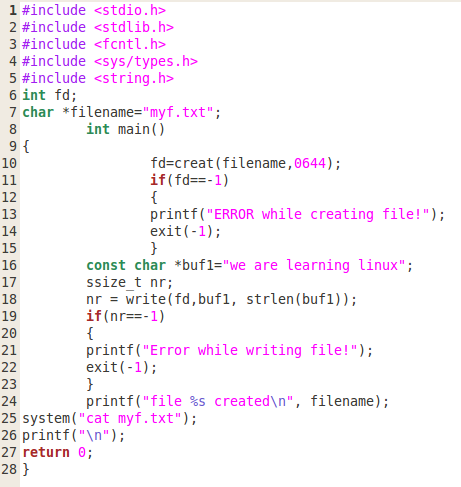 1 #include <stdio.h>
2 #include <stdlib.h>
3 #include <fcntl.h>
4 #include <sys/types.h>
5 #include <string.h>
6 int fd;
7 char *filename="myf.txt";
8         int main()
9 {
10                 fd=creat(filename,0644);
11                 if(fd==-1)
12                 {
13                 printf("ERROR while creating file!");
14                 exit(-1);
15                 }
16         const char *buf1="we are learning linux";
17         ssize_t nr;
18         nr = write(fd,buf1, strlen(buf1));
19         if(nr==-1)
20         {
21         printf("Error while writing file!");
22         exit(-1);
23         }
24         printf("file %s created\n", filename);
25 system("cat myf.txt");
26 printf("\n");
27 return 0;
28 }